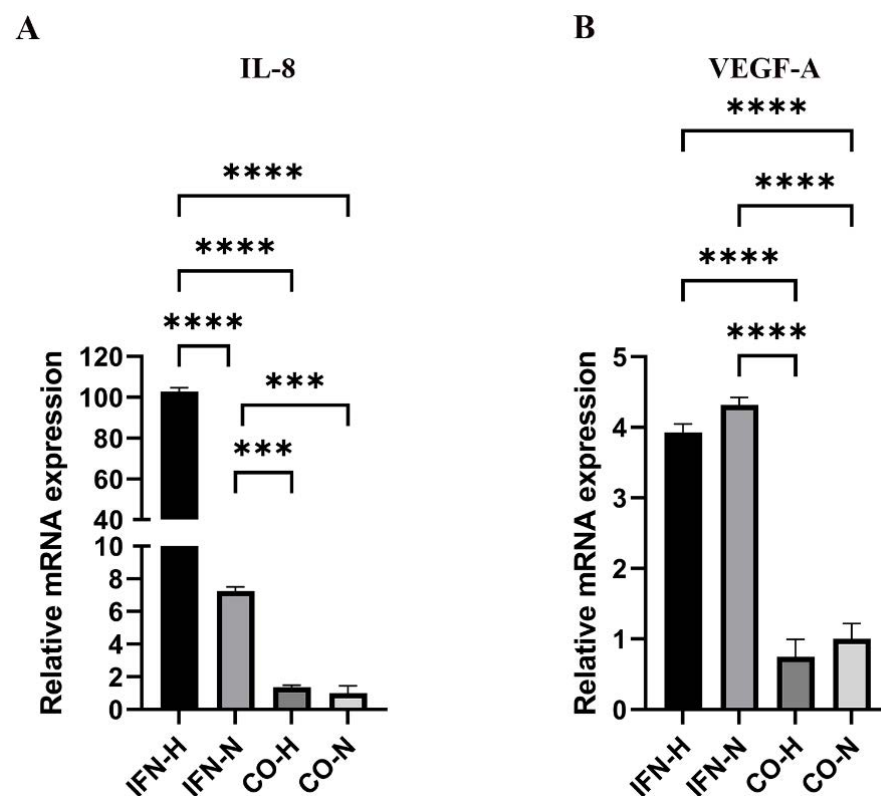 A
IL-8
****
****
****
***
***
Relative mRNA expression
120
100
80
60
40
10
8
6
4
2
0
IFN-H
IFN-N
CO-H
CO-N
B
VEGF-A
****
****
****
****
Relative mRNA expression
5
4
3
2
1
0
IFN-H
IFN-N
CO-H
CO-N